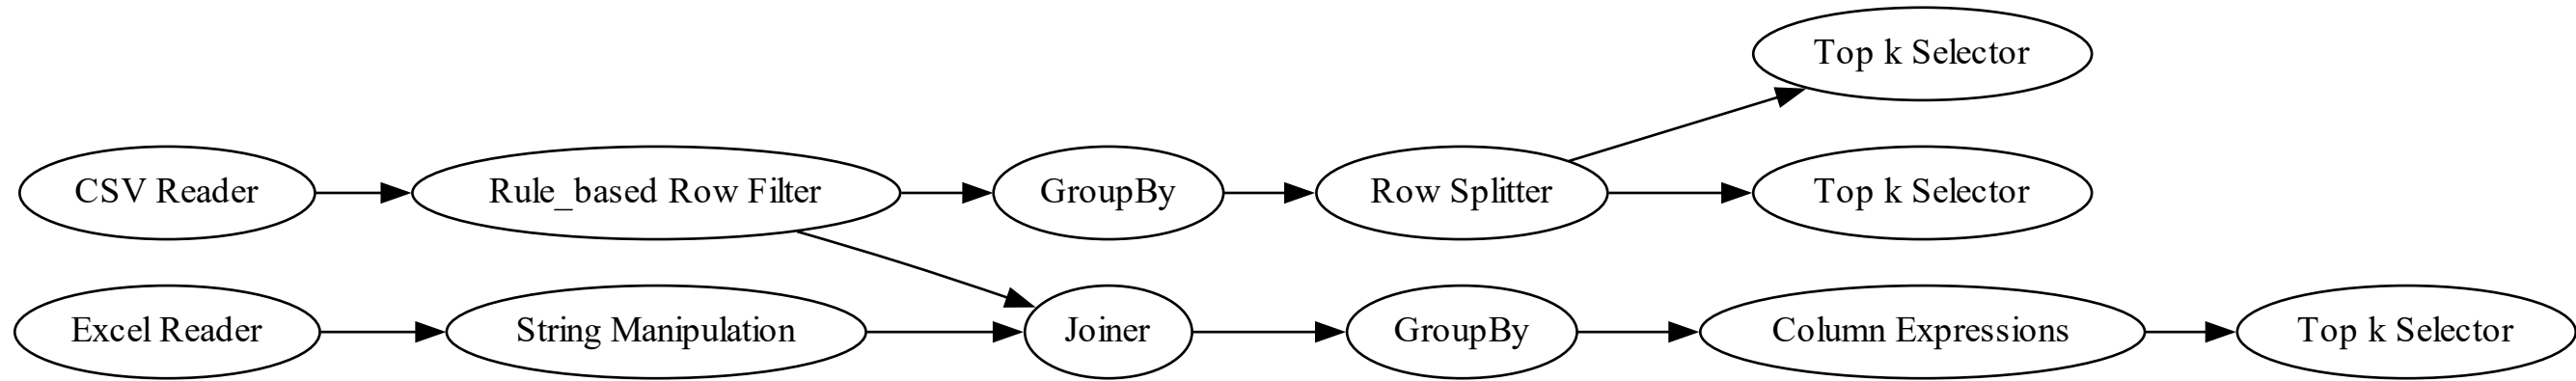 Top k Selector
CSV Reader
Rule_based Row Filter
GroupBy
Row Splitter
Top k Selector
Excel Reader
String Manipulation
Joiner
GroupBy
Column Expressions
Top k Selector